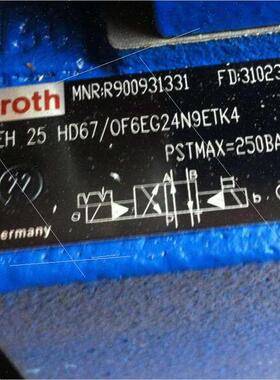 roth MNR:R900931331 FD:31023
EH 25 HD67/OF6EG24N9ETK4
PSTMAX=250BA
a A B b
ermany